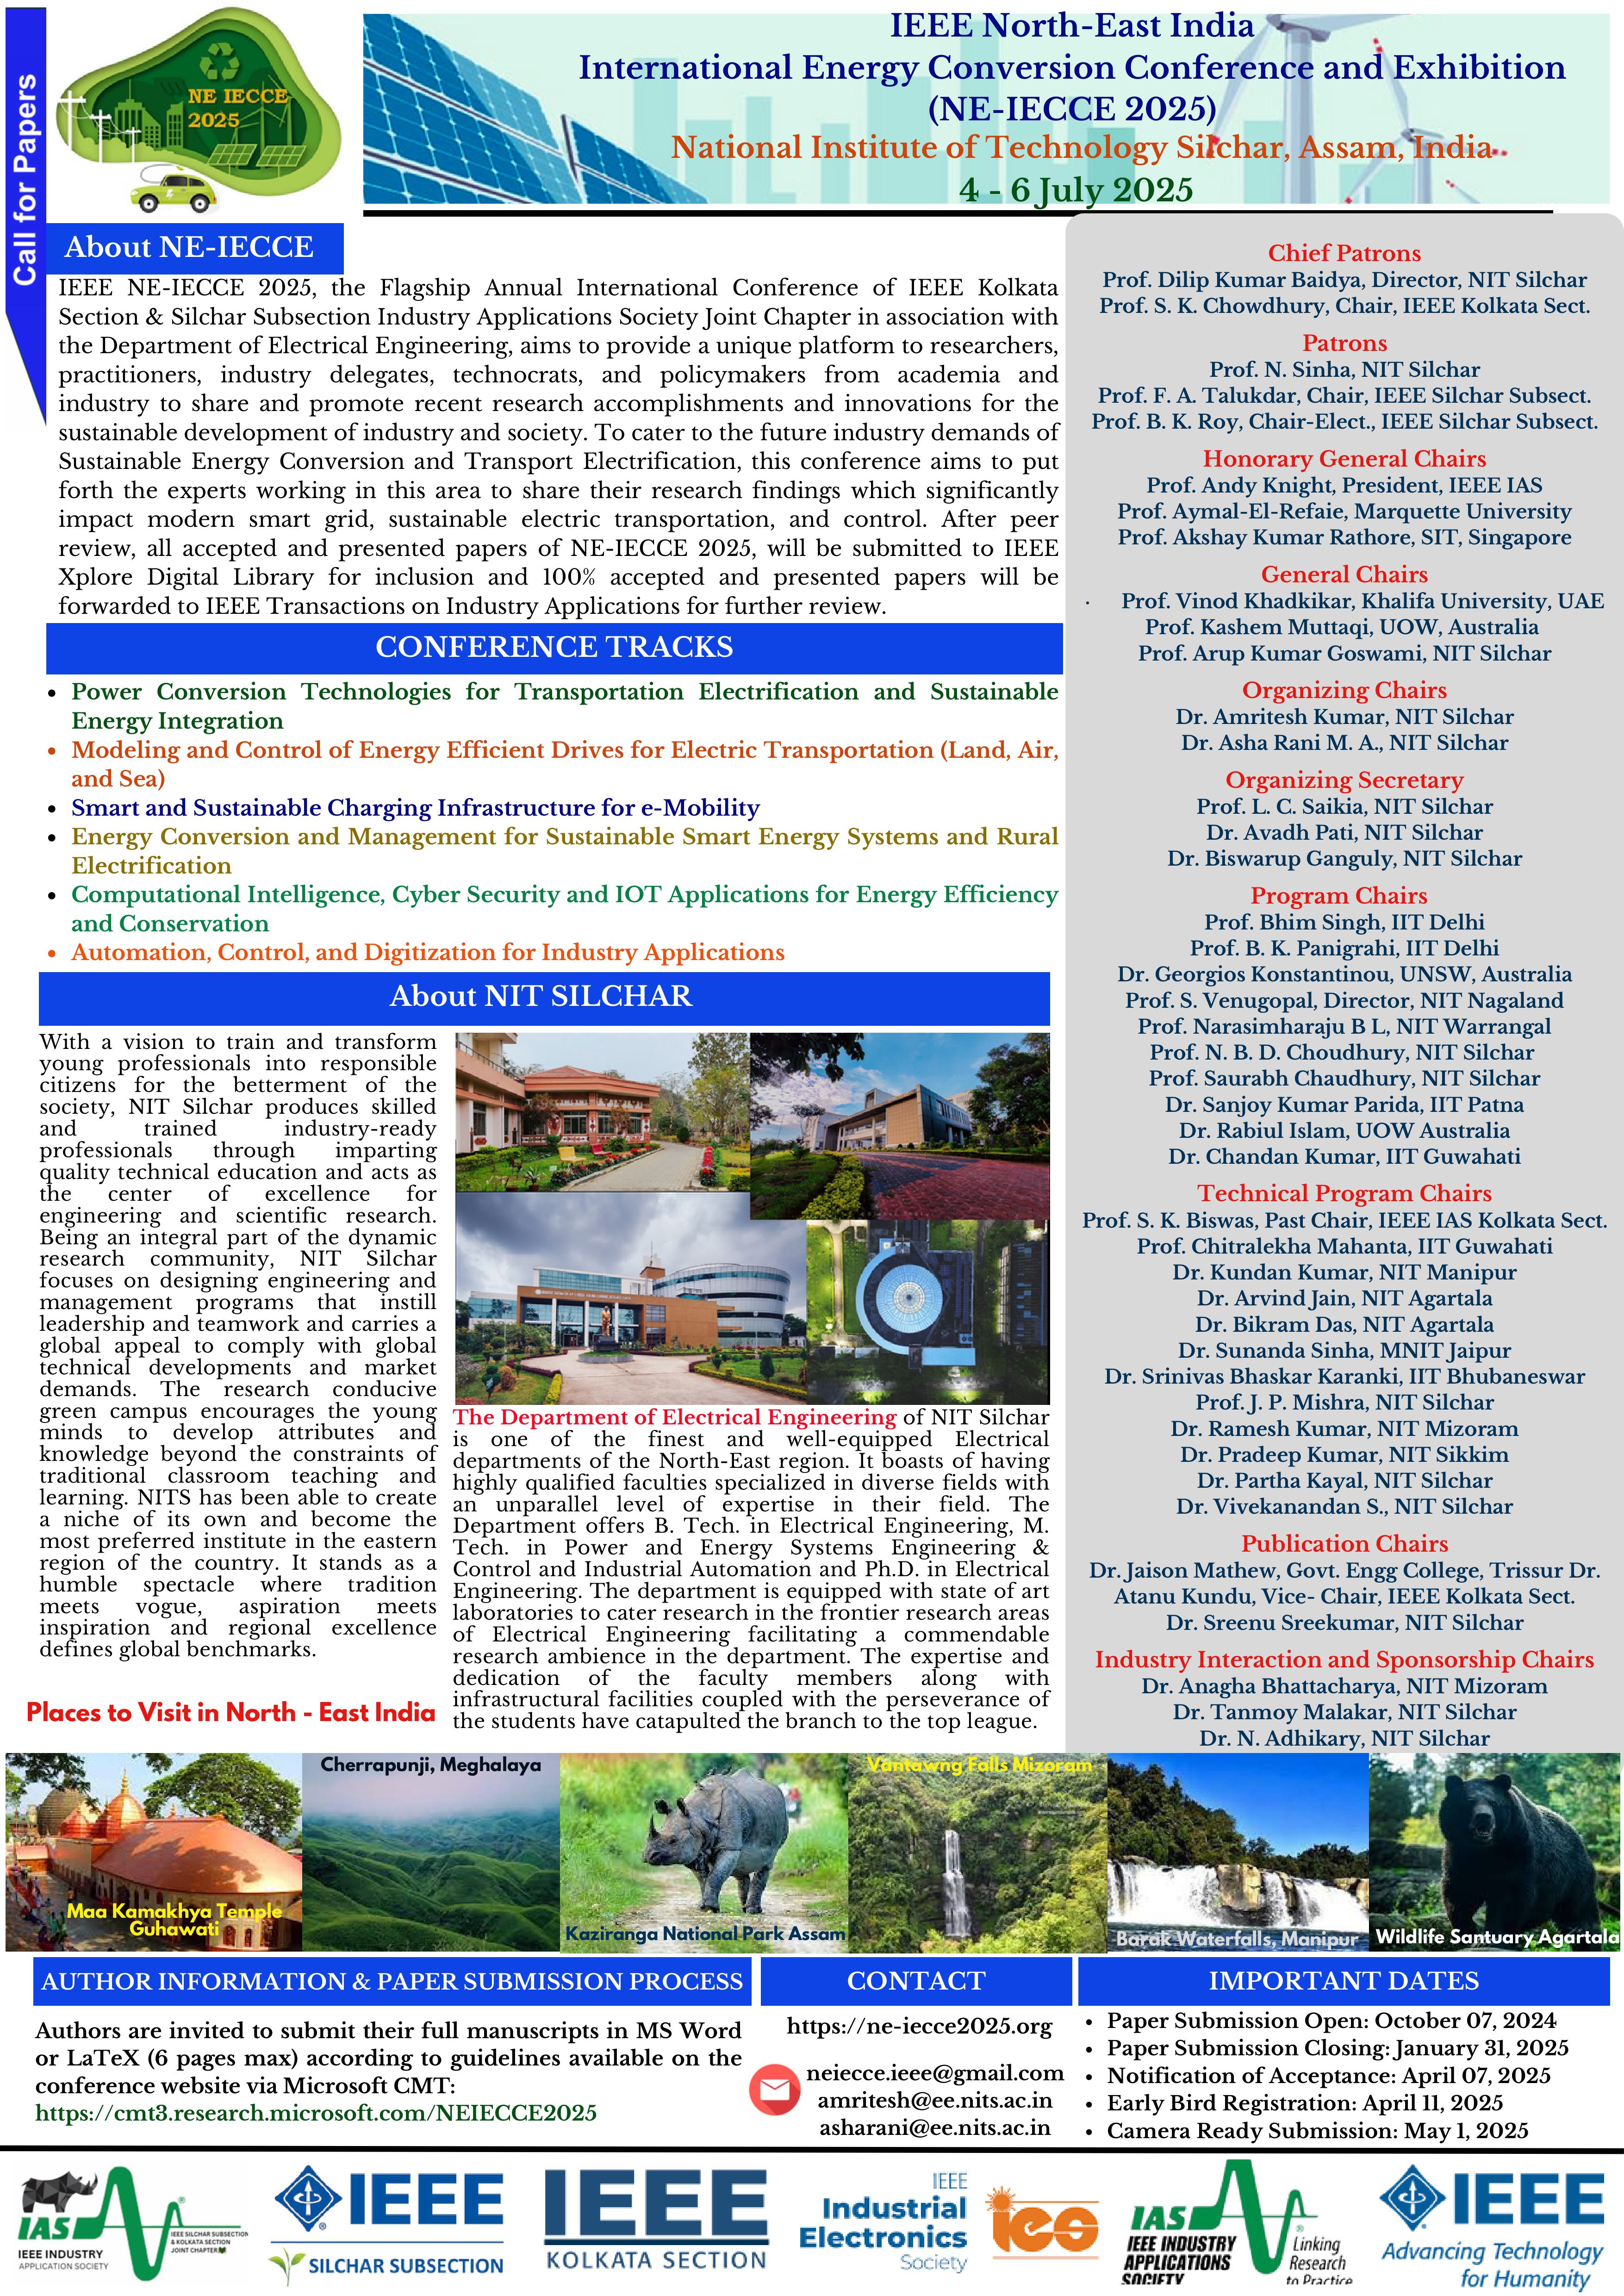 Call for Papers
NE IECCE
2025
IEEE North-East India
International Energy Conversion Conference and Exhibition
(NE-IECCE 2025)
National Institute of Technology Silchar, Assam, India
4 - 6 July 2025
About NE-IECCE
IEEE NE-IECCE 2025, the Flagship Annual International Conference of IEEE Kolkata
Section & Silchar Subsection Industry Applications Society Joint Chapter in association with
the Department of Electrical Engineering, aims to provide a unique platform to researchers,
practitioners, industry delegates, technocrats, and policymakers from academia and
industry to share and promote recent research accomplishments and innovations for the
sustainable development of industry and society. To cater to the future industry demands of
Sustainable Energy Conversion and Transport Electrification, this conference aims to put
forth the experts working in this area to share their research findings which significantly
impact modern smart grid, sustainable electric transportation, and control. After peer
review, all accepted and presented papers of NE-IECCE 2025, will be submitted to IEEE
Xplore Digital Library for inclusion and 100% accepted and presented papers will be
forwarded to IEEE Transactions on Industry Applications for further review.
CONFERENCE TRACKS
• Power Conversion Technologies for Transportation Electrification and Sustainable
Energy Integration
• Modeling and Control of Energy Efficient Drives for Electric Transportation (Land, Air,
and Sea)
• Smart and Sustainable Charging Infrastructure for e-Mobility
• Energy Conversion and Management for Sustainable Smart Energy Systems and Rural
Electrification
• Computational Intelligence, Cyber Security and IOT Applications for Energy Efficiency
and Conservation
• Automation, Control, and Digitization for Industry Applications
About NIT SILCHAR
With a vision to train and transform
young professionals into responsible
citizens for the betterment of the
society, NIT Silchar produces skilled
and trained industry-ready
professionals through imparting
quality technical education and acts as
the center of excellence for
engineering and scientific research.
Being an integral part of the dynamic
research community, NIT Silchar
focuses on designing engineering and
management programs that instill
leadership and teamwork and carries a
global appeal to comply with global
technical developments and market
demands. The research conducive
green campus encourages the young
minds to develop attributes and
knowledge beyond the constraints of
traditional classroom teaching and
learning. NITS has been able to create
a niche of its own and become the
most preferred institute in the eastern
region of the country. It stands as a
humble spectacle where tradition
meets vogue, aspiration meets
inspiration and regional excellence
defines global benchmarks.
The Department of Electrical Engineering of NIT Silchar
is one of the finest and well-equipped Electrical
departments of the North-East region. It boasts of having
highly qualified faculties specialized in diverse fields with
an unparallel level of expertise in their field. The
Department offers B. Tech. in Electrical Engineering, M.
Tech. in Power and Energy Systems Engineering &
Control and Industrial Automation and Ph.D. in Electrical
Engineering. The department is equipped with state of art
laboratories to cater research in the frontier research areas
of Electrical Engineering facilitating a commendable
research ambience in the department. The expertise and
dedication of the faculty members along with
infrastructural facilities coupled with the perseverance of
the students have catapulted the branch to the top league.
Chief Patrons
Prof. Dilip Kumar Baidya, Director, NIT Silchar
Prof. S. K. Chowdhury, Chair, IEEE Kolkata Sect.
Patrons
Prof. N. Sinha, NIT Silchar
Prof. F. A. Talukdar, Chair, IEEE Silchar Subsect.
Prof. B. K. Roy, Chair-Elect., IEEE Silchar Subsect.
Honorary General Chairs
Prof. Andy Knight, President, IEEE IAS
Prof. Aymal-El-Refaie, Marquette University
Prof. Akshay Kumar Rathore, SIT, Singapore
General Chairs
Prof. Vinod Khadkikar, Khalifa University, UAE
Prof. Kashem Muttaqi, UOW, Australia
Prof. Arup Kumar Goswami, NIT Silchar
Organizing Chairs
Dr. Amritesh Kumar, NIT Silchar
Dr. Asha Rani M. A., NIT Silchar
Organizing Secretary
Prof. L. C. Saikia, NIT Silchar
Dr. Avadh Pati, NIT Silchar
Dr. Biswarup Ganguly, NIT Silchar
Program Chairs
Prof. Bhim Singh, IIT Delhi
Prof. B. K. Panigrahi, IIT Delhi
Dr. Georgios Konstantinou, UNSW, Australia
Prof. S. Venugopal, Director, NIT Nagaland
Prof. Narasimharaju B L, NIT Warrangal
Prof. N. B. D. Choudhury, NIT Silchar
Prof. Saurabh Chaudhury, NIT Silchar
Dr. Sanjoy Kumar Parida, IIT Patna
Dr. Rabiul Islam, UOW Australia
Dr. Chandan Kumar, IIT Guwahati
Technical Program Chairs
Prof. S. K. Biswas, Past Chair, IEEE IAS Kolkata Sect.
Prof. Chitralekha Mahanta, IIT Guwahati
Dr. Kundan Kumar, NIT Manipur
Dr. Arvind Jain, NIT Agartala
Dr. Bikram Das, NIT Agartala
Dr. Sunanda Sinha, MNIT Jaipur
Dr. Srinivas Bhaskar Karanki, IIT Bhubaneswar
Prof. J. P. Mishra, NIT Silchar
Dr. Ramesh Kumar, NIT Mizoram
Dr. Pradeep Kumar, NIT Sikkim
Dr. Partha Kayal, NIT Silchar
Dr. Vivekanandan S., NIT Silchar
Publication Chairs
Dr. Jaison Mathew, Govt. Engg College, Trissur Dr.
Atanu Kundu, Vice- Chair, IEEE Kolkata Sect.
Dr. Sreenu Sreekumar, NIT Silchar
Industry Interaction and Sponsorship Chairs
Dr. Anagha Bhattacharya, NIT Mizoram
Dr. Tanmoy Malakar, NIT Silchar
Dr. N. Adhikary, NIT Silchar
Places to Visit in North - East India
Maa Kamakhya Temple
Guhawati
Cherrapunji, Meghalaya
Kaziranga National Park Assam
Vantawng Falls Mizoram
Barak Waterfalls, Manipur
Wildlife Santuary Agartala
AUTHOR INFORMATION & PAPER SUBMISSION PROCESS
Authors are invited to submit their full manuscripts in MS Word
or LaTeX (6 pages max) according to guidelines available on the
conference website via Microsoft CMT:
https://cmt3.research.microsoft.com/NEIECCE2025
CONTACT
https://ne-iecce2025.org
neiecce.ieee@gmail.com
amritesh@ee.nits.ac.in
asharani@ee.nits.ac.in
IMPORTANT DATES
• Paper Submission Open: October 07, 2024
• Paper Submission Closing: January 31, 2025
• Notification of Acceptance: April 07, 2025
• Early Bird Registration: April 11, 2025
• Camera Ready Submission: May 1, 2025
IAS
IEEE INDUSTRY
APPLICATION SOCIETY
IEEE SILCHAR SUBSECTION
& KOLKATA SECTION
JOINT CHAPTER
IEEE
SILCHAR SUBSECTION
IEEE
KOLKATA SECTION
IEEE
Industrial
Electronics
Society
ies
IAS
IEEE INDUSTRY
APPLICATIONS
SOCIETY
Linking
Research
to Practice
IEEE
Advancing Technology
for Humanity